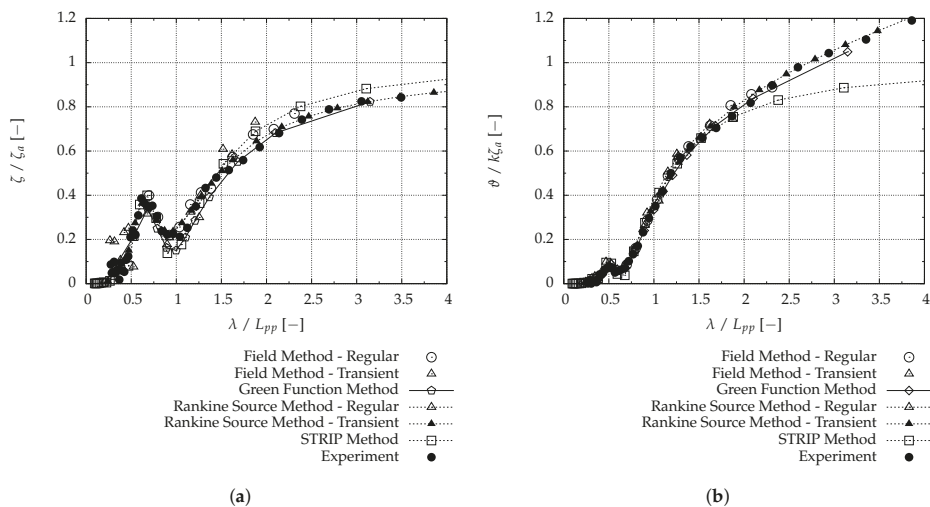 (a)
1.2
1
0.8
0.6
0.4
0.2
0
ζ / ζa [−]
0 0.5 1 1.5 2 2.5 3 3.5 4
λ / Lpp [−]
Field Method - Regular
Field Method - Transient
Green Function Method
Rankine Source Method - Regular
Rankine Source Method - Transient
STRIP Method
Experiment
(a)
(b)
1.2
1
0.8
0.6
0.4
0.2
0
ϑ / kζa [−]
0 0.5 1 1.5 2 2.5 3 3.5 4
λ / Lpp [−]
Field Method - Regular
Field Method - Transient
Green Function Method
Rankine Source Method - Regular
Rankine Source Method - Transient
STRIP Method
Experiment
(b)